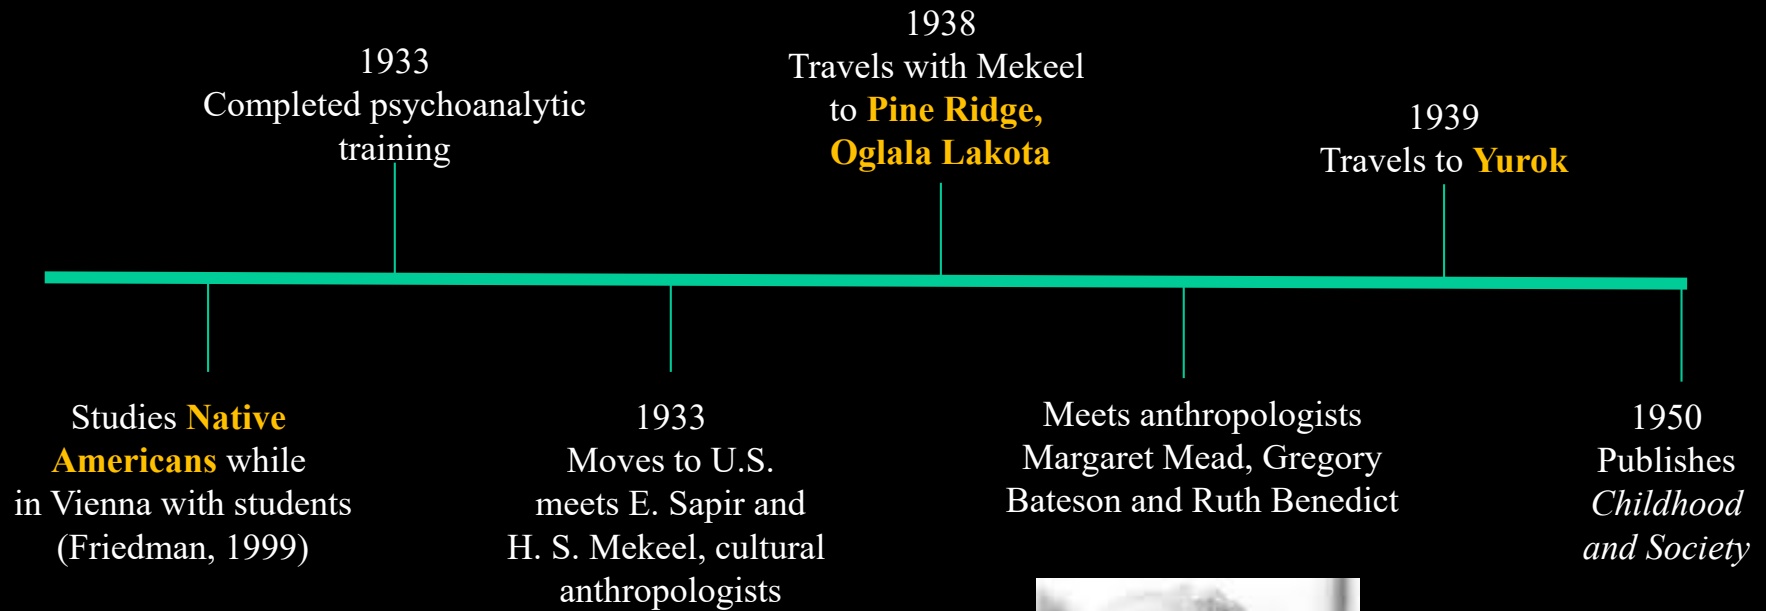 1933
Completed psychoanalytic
training
1938
Travels with Mekeel
to Pine Ridge,
Oglala Lakota
1939
Travels to Yurok
Studies Native
Americans while
in Vienna with students
(Friedman, 1999)
1933
Moves to U.S.
meets E. Sapir and
H. S. Mekeel, cultural
anthropologists
Meets anthropologists
Margaret Mead, Gregory
Bateson and Ruth Benedict
1950
Publishes
Childhood
and Society